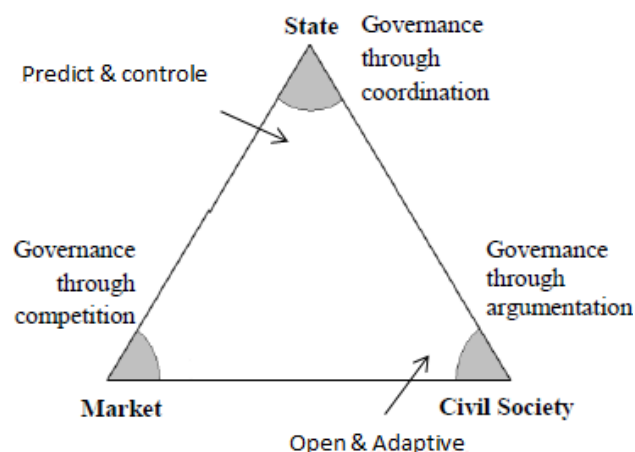 State
Governance
through
coordination
Predict & controle
Governance
through
competition
Governance
through
argumentation
Market
Civil Society
Open & Adaptive